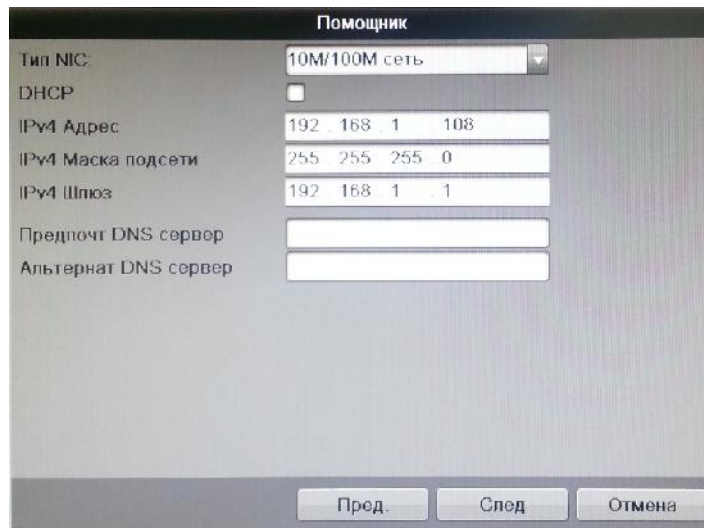 Помощник
Тип NIC: 10M/100M сеть
DHCP
IPv4 Адрес 192 . 168 . 1 . 108
IPv4 Маска подсети 255 . 255 . 255 . 0
IPv4 Шлюз 192 . 168 . 1 . 1
Предпочт DNS сервер
Альтернат DNS сервер
Пред. След Отмена